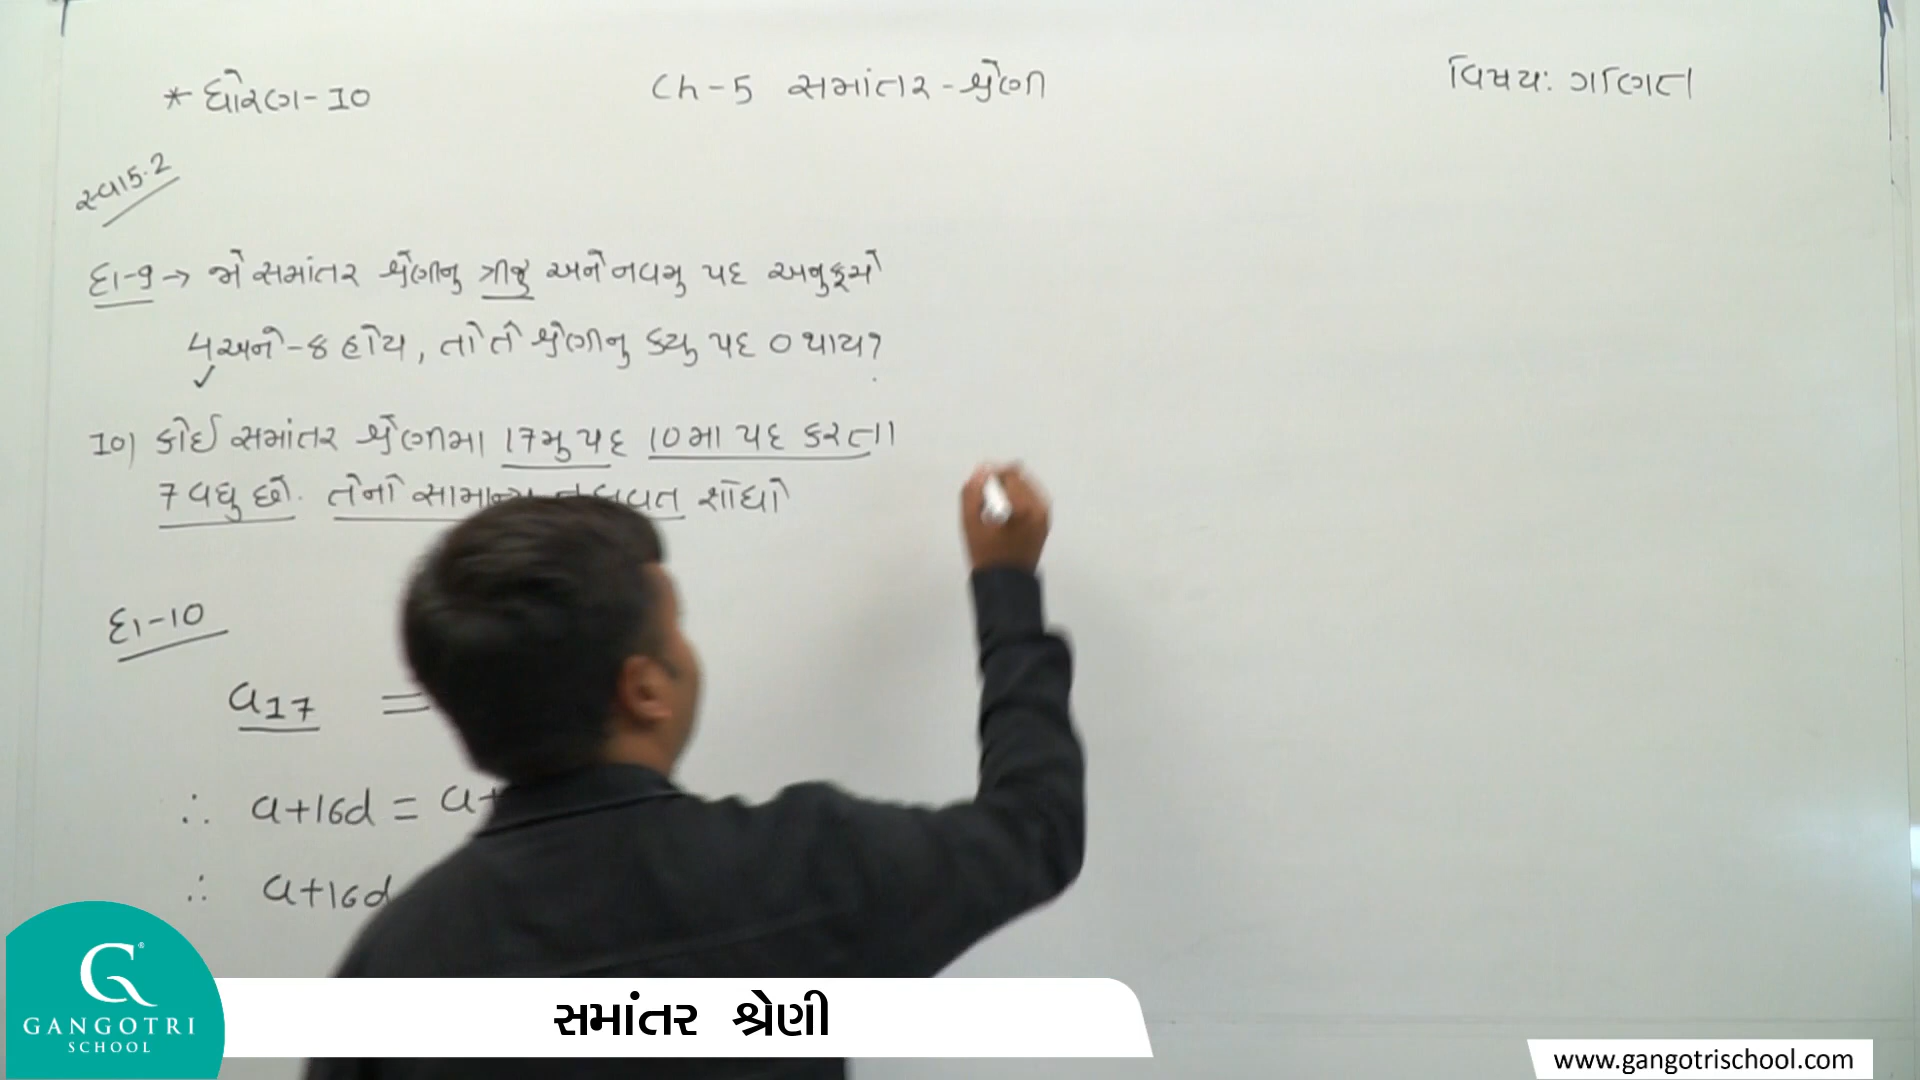 * ધોરણ-10
Ch-5 સમાંતર-શ્રેણી
વિષય: ગણિત
સ્વા5.2
દા-9 → જો સમાંતર શ્રેણીનુ ત્રીજુ અને નવમુ પદ અનુક્રમે
4 અને -8 હોય, તો તે શ્રેણીનુ કયુ પદ 0 થાય?
10) કોઈ સમાંતર શ્રેણીમા 17મુ પદ 10મા પદ કરતા
7 વધુ છે. તેનો સામાન્ય તફાવત શોધો
દા-10
a17 =
∴ a+16d = a+
∴ a+16d
સમાંતર શ્રેણી
G®
GANGOTRI
SCHOOL
www.gangotrischool.com